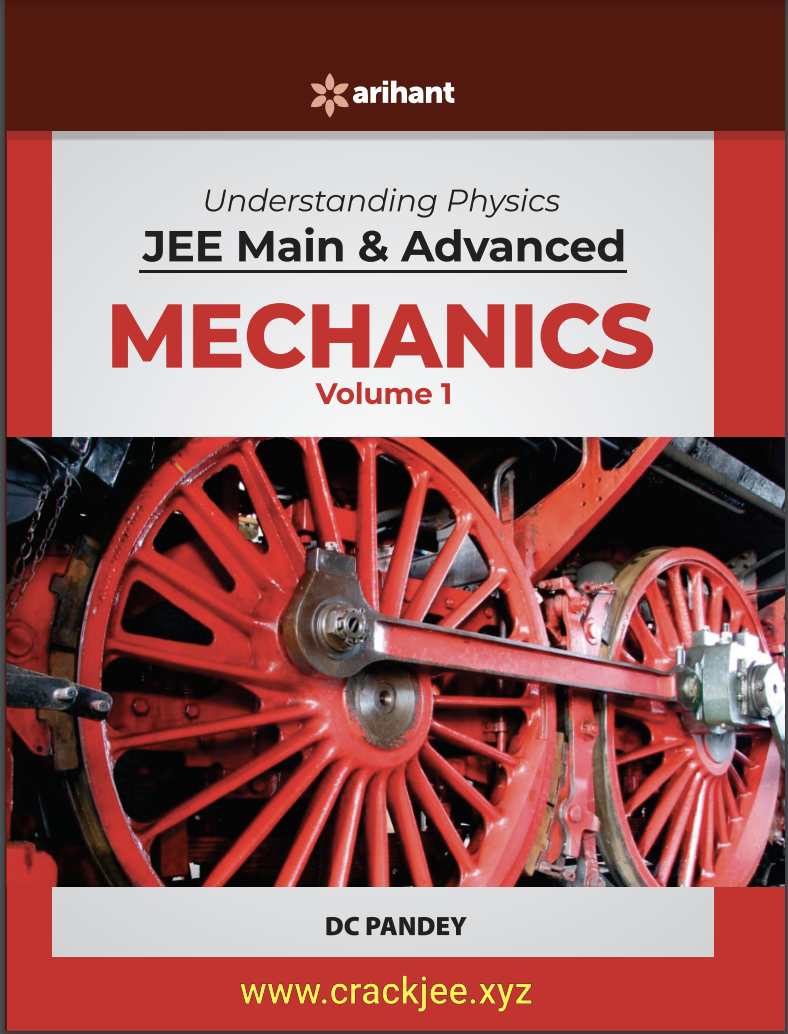 arihant
Understanding Physics
JEE Main & Advanced
MECHANICS
Volume 1
DC PANDEY
www.crackjee.xyz